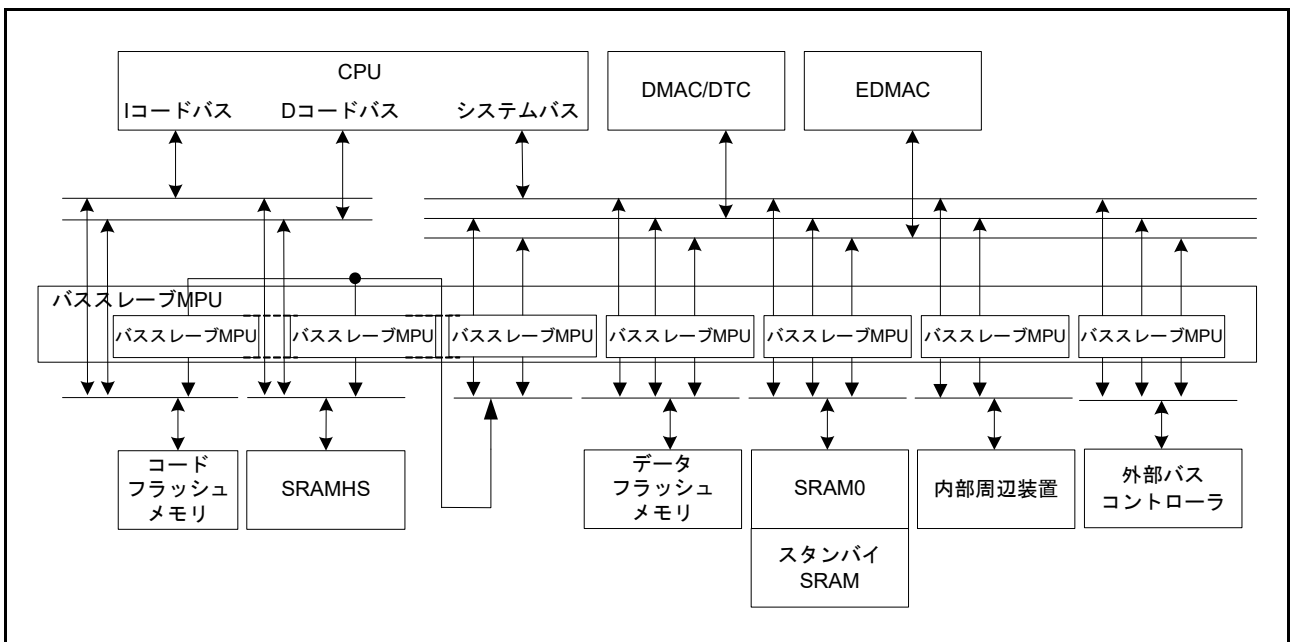 CPU
Iコードバス
Dコードバス
システムバス
DMAC/DTC
EDMAC
バススレーブMPU
バススレーブMPU
バススレーブMPU
バススレーブMPU
バススレーブMPU
バススレーブMPU
バススレーブMPU
バススレーブMPU
コード
フラッシュ
メモリ
SRAMHS
データ
フラッシュ
メモリ
SRAM0
スタンバイ
SRAM
内部周辺装置
外部バス
コントローラ